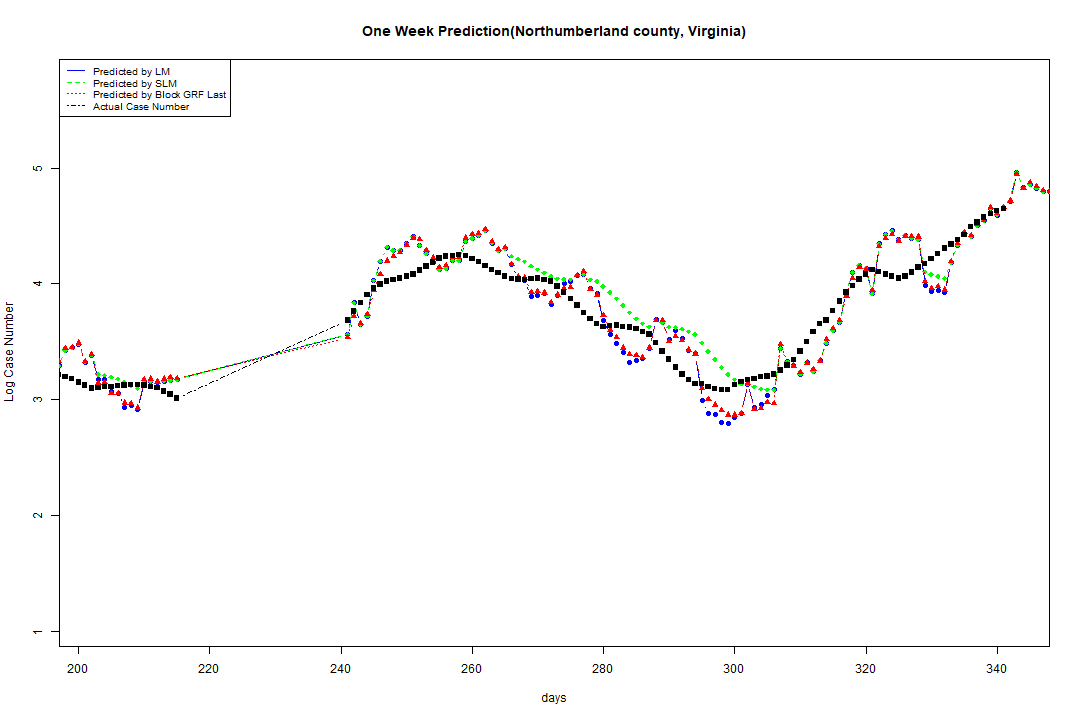 One Week Prediction(Northumberland county, Virginia)
Predicted by LM
Predicted by SLM
Predicted by Block GRF Last
Actual Case Number
Log Case Number
5
4
3
2
1
200 220 240 260 280 300 320 340
days